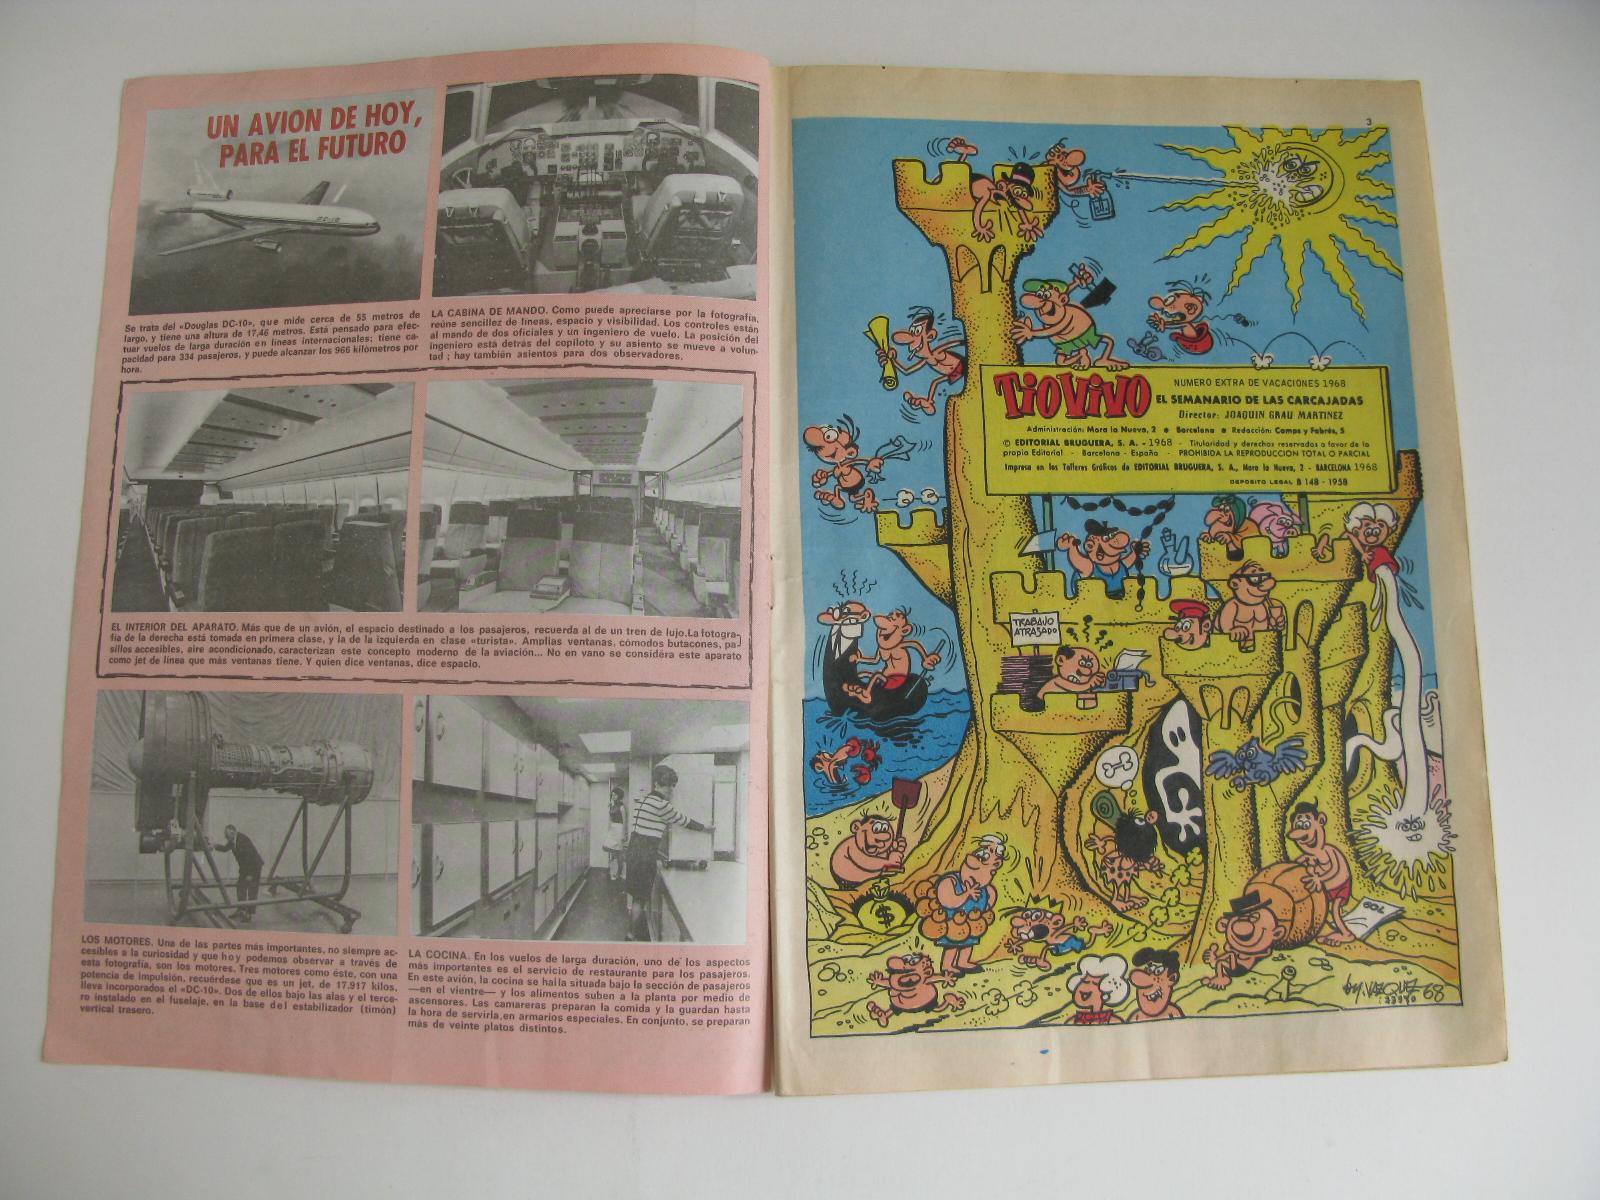 UN AVION DE HOY,
PARA EL FUTURO
Se trata del «Douglas DC-10», que mide cerca de 55 metros de
largo, y tiene una altura de 17,46 metros. Está pensado para efec-
tuar vuelos de larga duración en líneas internacionales; tiene ca-
pacidad para 334 pasajeros, y puede alcanzar los 966 kilómetros por
hora.
LA CABINA DE MANDO. Como puede apreciarse por la fotografía,
reúne sencillez de líneas, espacio y visibilidad. Los controles están
al mando de dos oficiales y un ingeniero de vuelo. La posición del
ingeniero está detrás del copiloto y su asiento se mueve a volun-
tad; hay también asientos para dos observadores.
EL INTERIOR DEL APARATO. Más que de un avión, el espacio destinado a los pasajeros, recuerda al de un tren de lujo. La fotogra-
fía de la derecha está tomada en primera clase, y la de la izquierda en clase «turista». Amplias ventanas, cómodos butacones, pa-
sillos accesibles, aire acondicionado, caracterizan este concepto moderno de la aviación... No en vano se considera este aparato
como jet de línea que más ventanas tiene. Y quien dice ventanas, dice espacio.
LOS MOTORES. Una de las partes más importantes, no siempre ac-
cesibles a la curiosidad y que hoy podemos observar a través de
esta fotografía, son los motores. Tres motores como éste, con una
potencia de impulsión, recuérdese que es un jet, de 17.917 kilos,
lleva incorporados el «DC-10». Dos de ellos bajo las alas y el terce-
ro instalado en el fuselaje, en la base del estabilizador (timón)
vertical trasero.
LA COCINA. En los vuelos de larga duración, uno de los aspectos
más importantes es el servicio de restaurante para los pasajeros.
En este avión, la cocina se halla situada bajo la sección de pasajeros
—en el vientre— y los alimentos suben a la planta por medio de
ascensores. Las camareras preparan la comida y la guardan hasta
la hora de servirla, en armarios especiales. En conjunto, se preparan
más de veinte platos distintos.
3
TIO VIVO
NUMERO EXTRA DE VACACIONES 1968
EL SEMANARIO DE LAS CARCAJADAS
Director: JOAQUIN GRAU MARTINEZ
Administración: Mora la Nueva, 2 • Barcelona • Redacción: Camps y Fabrés, 5
© EDITORIAL BRUGUERA, S. A. - 1968 - Titularidad y derechos reservados a favor de la
propia Editorial - Barcelona - España - PROHIBIDA LA REPRODUCCION TOTAL O PARCIAL
Impreso en los Talleres Gráficos de EDITORIAL BRUGUERA, S. A., Mora la Nueva, 2 - BARCELONA 1968
DEPOSITO LEGAL B 148 - 1958
TRABAJO
ATRASADO
$
GOL
by. VAZQUEZ 68